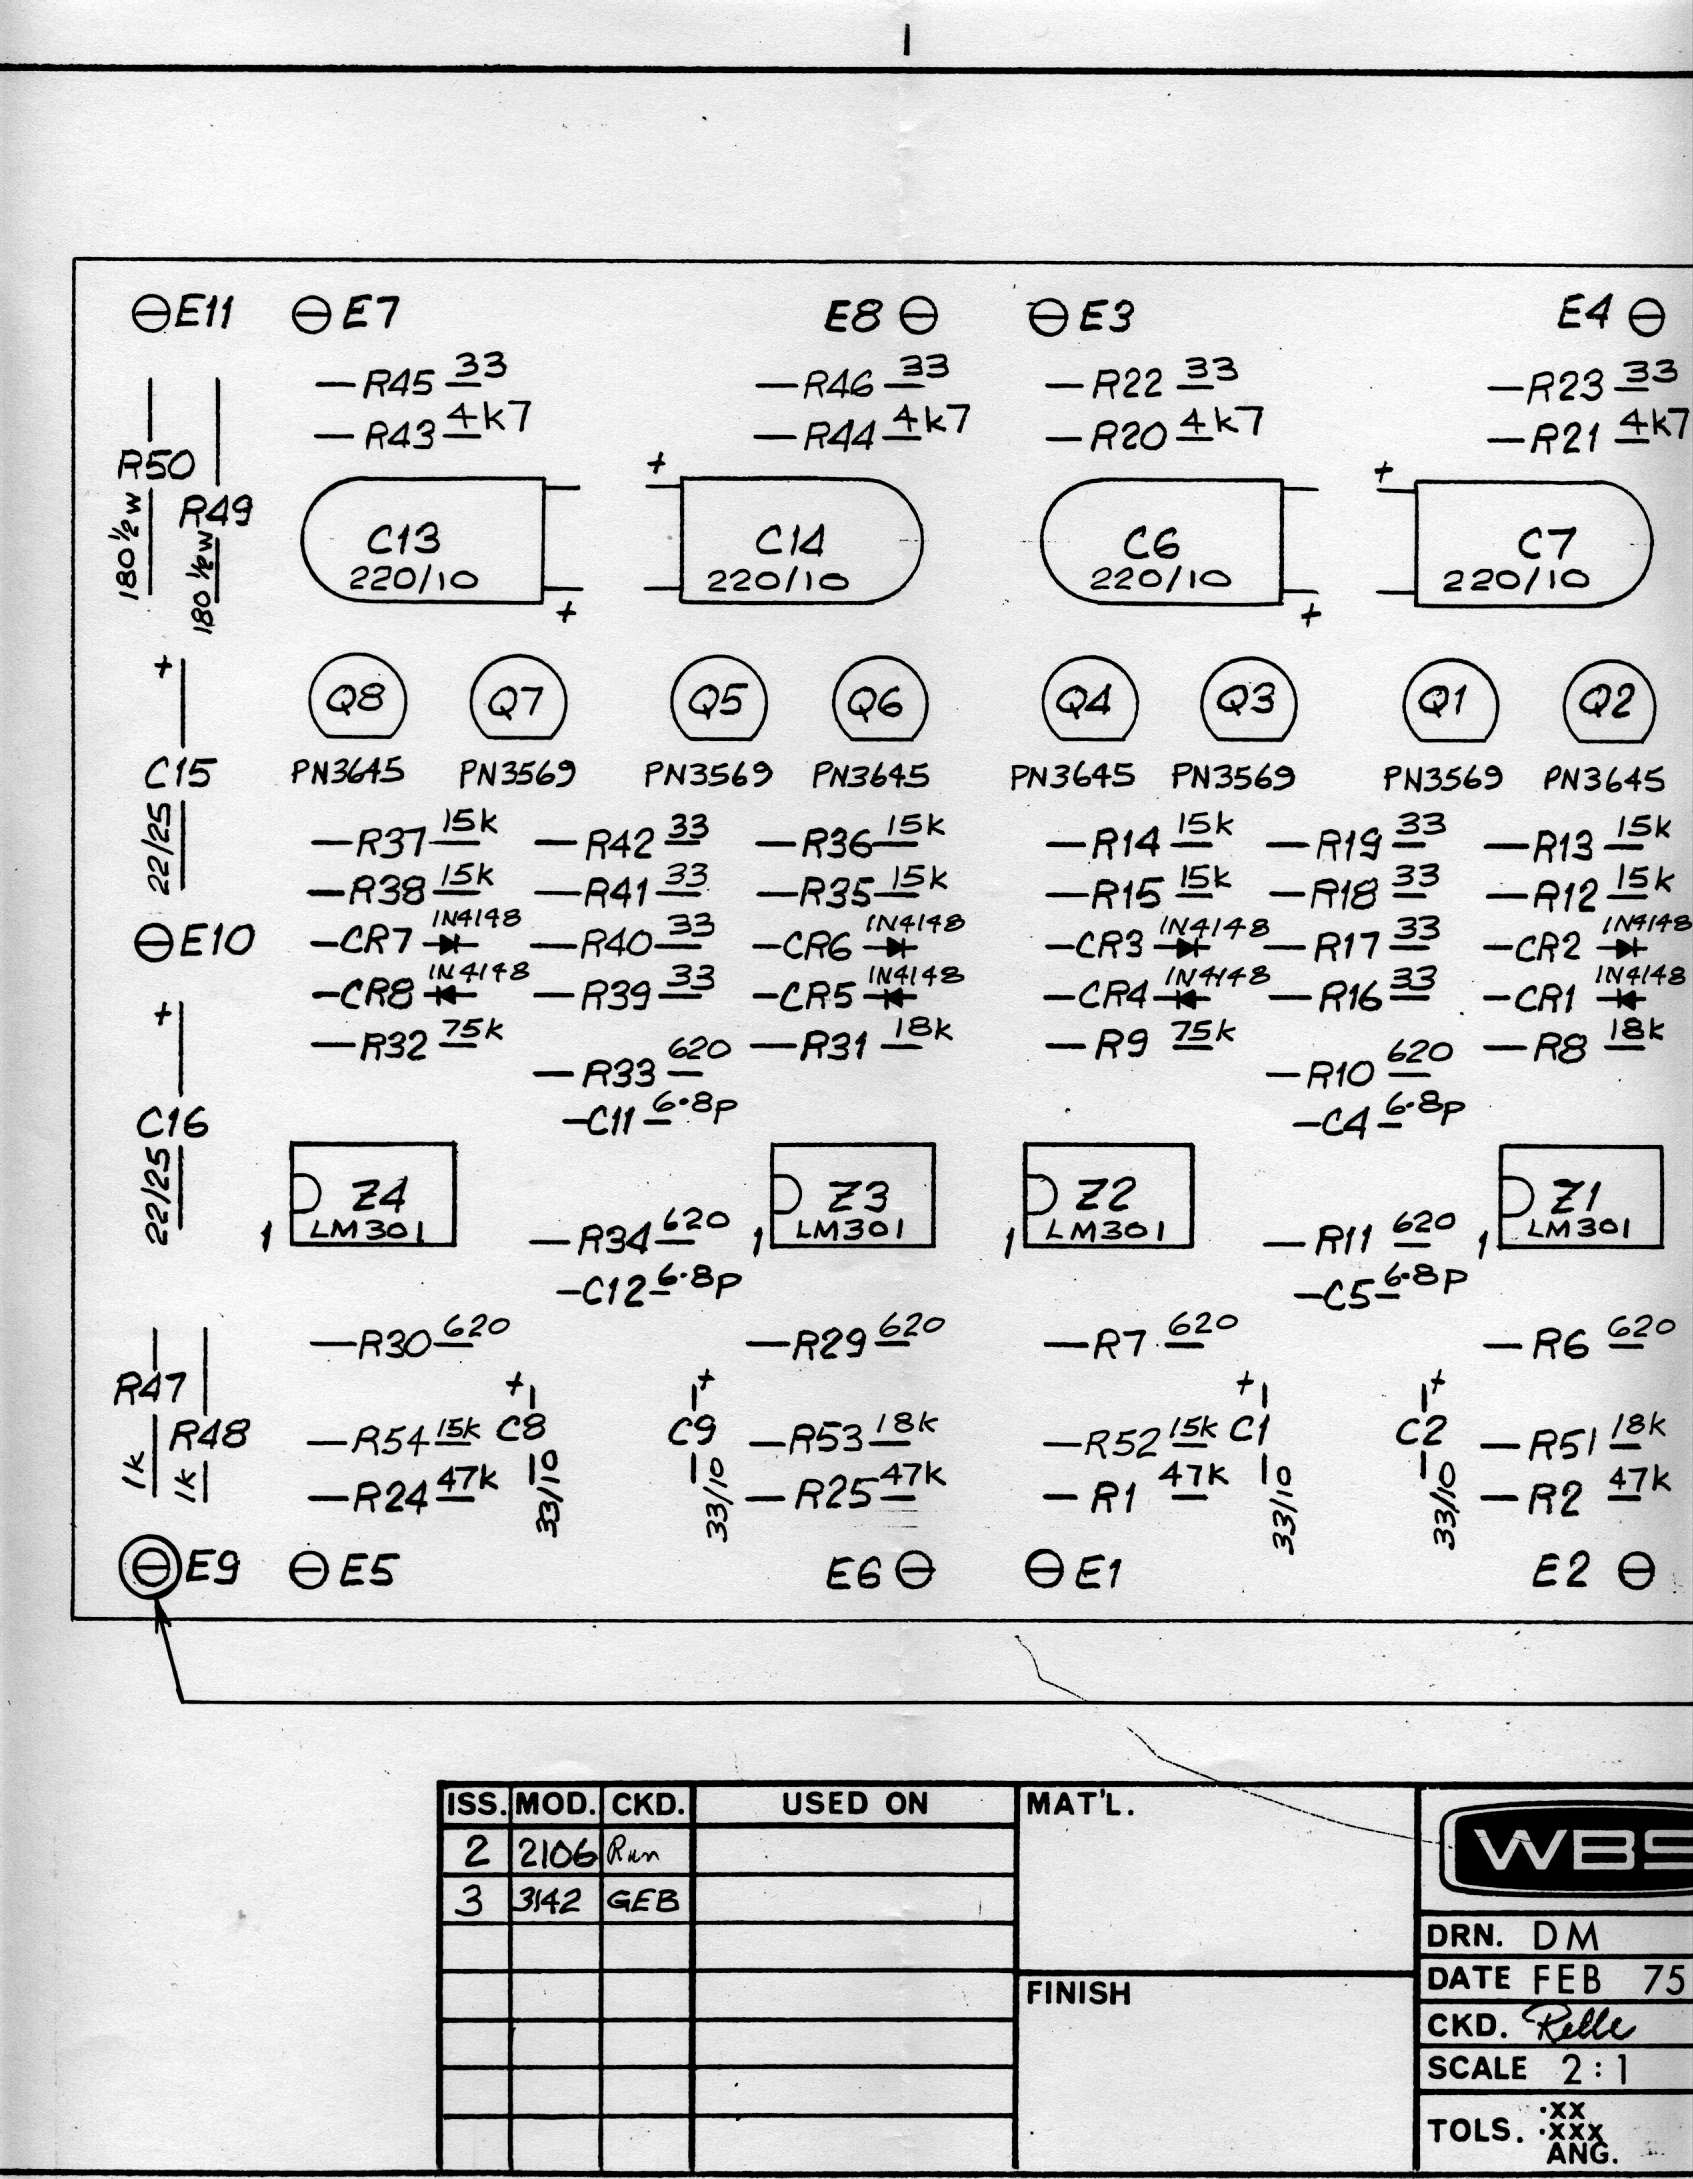 E11 E7 E8 E3 E4
R45 33 R46 33 R22 33 R23 33
R43 4k7 R44 4k7 R20 4k7 R21 4k7
R50 180 ½w
R49 180 ½w
+ +
C13 C14 C6 C7
220/10 220/10 220/10 220/10
+ +
+
Q8 Q7 Q5 Q6 Q4 Q3 Q1 Q2
C15 22/25
PN3645 PN3569 PN3569 PN3645 PN3645 PN3569 PN3569 PN3645
R37 15k R42 33 R36 15k R14 15k R19 33 R13 15k
R38 15k R41 33 R35 15k R15 15k R18 33 R12 15k
E10 CR7 1N4148 R40 33 CR6 1N4148 CR3 1N4148 R17 33 CR2 1N4148
CR8 1N4148 R39 33 CR5 1N4148 CR4 1N4148 R16 33 CR1 1N4148
+
R32 75k R31 18k R9 75k R8 18k
R33 620 R10 620
C16 22/25
C11 6.8p C4 6.8p
Z4 Z3 Z2 Z1
1 LM301 1 LM301 1 LM301 1 LM301
R34 620 R11 620
C12 6.8p C5 6.8p
R30 620 R29 620 R7 620 R6 620
R47 1k
R48 1k
+ + + +
R54 15k C8 33/10 C9 33/10 R53 18k R52 15k C1 33/10 C2 33/10 R51 18k
R24 47k R25 47k R1 47k R2 47k
E9 E5 E6 E1 E2
ISS. MOD. CKD. USED ON MAT'L.
2 2106
3 3142 GEB
WBS
DRN. DM
DATE FEB 75
FINISH
CKD.
SCALE 2:1
TOLS. .XX
.XXX
ANG.